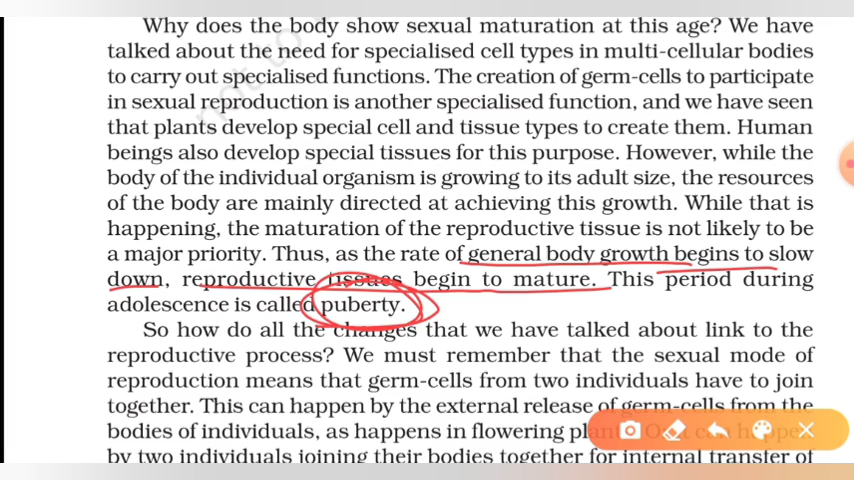 Why does the body show sexual maturation at this age? We have
talked about the need for specialised cell types in multi-cellular bodies
to carry out specialised functions. The creation of germ-cells to participate
in sexual reproduction is another specialised function, and we have seen
that plants develop special cell and tissue types to create them. Human
beings also develop special tissues for this purpose. However, while the
body of the individual organism is growing to its adult size, the resources
of the body are mainly directed at achieving this growth. While that is
happening, the maturation of the reproductive tissue is not likely to be
a major priority. Thus, as the rate of general body growth begins to slow
down, reproductive tissues begin to mature. This period during
adolescence is called puberty.
So how do all the changes that we have talked about link to the
reproductive process? We must remember that the sexual mode of
reproduction means that germ-cells from two individuals have to join
together. This can happen by the external release of germ-cells from the
bodies of individuals, as happens in flowering
by two individuals joining their bodies together for internal transfer of
not to